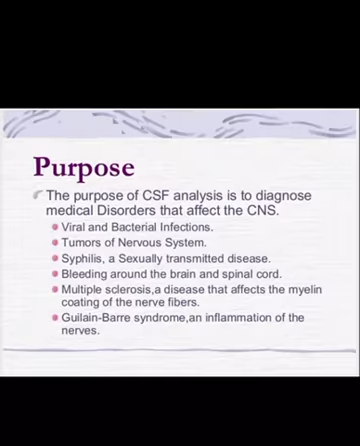 Purpose
The purpose of CSF analysis is to diagnose
medical Disorders that affect the CNS.
Viral and Bacterial Infections.
Tumors of Nervous System.
Syphilis, a Sexually transmitted disease.
Bleeding around the brain and spinal cord.
Multiple sclerosis,a disease that affects the myelin
coating of the nerve fibers.
Guilain-Barre syndrome,an inflammation of the
nerves.